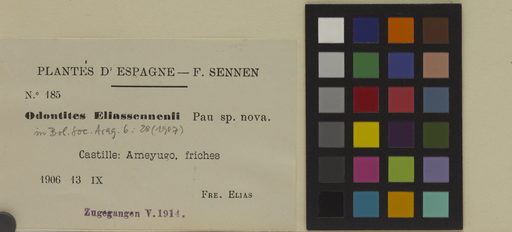 PLANTES D' ESPAGNE — F. SENNEN
N.º 485
Odontites Eliassennenii Pau sp. nova.
in Bol. Soc. Arag. 6: 28 (1907)
Castille: Ameyugo, friches
1906 13 IX
FRE. ELIAS
Zugegangen V. 1914.